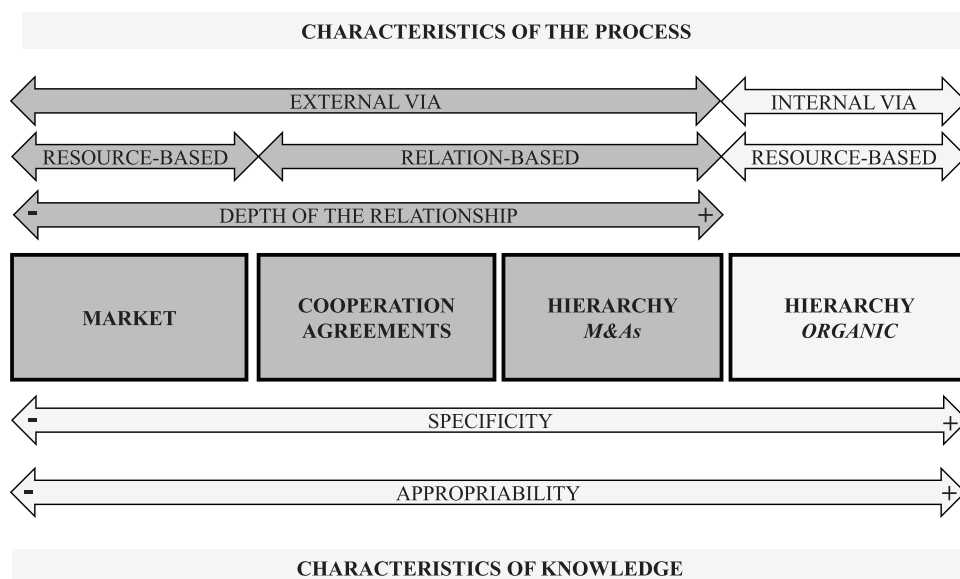 CHARACTERISTICS OF THE PROCESS
EXTERNAL VIA
INTERNAL VIA
RESOURCE-BASED
RELATION-BASED
RESOURCE-BASED
- DEPTH OF THE RELATIONSHIP +
MARKET
COOPERATION
AGREEMENTS
HIERARCHY
M&As
HIERARCHY
ORGANIC
- SPECIFICITY +
- APPROPRIABILITY +
CHARACTERISTICS OF KNOWLEDGE